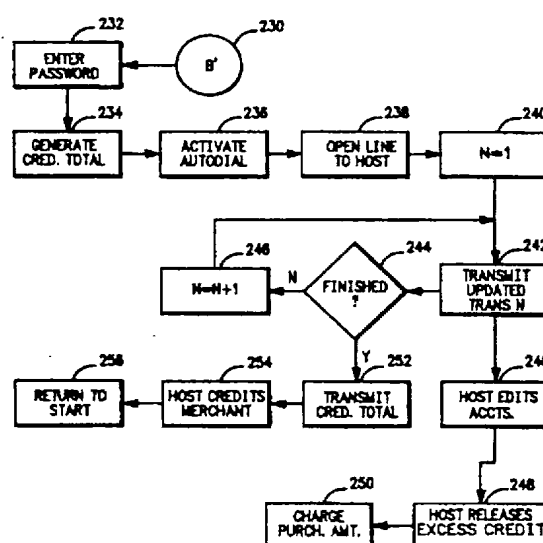 232
230
ENTER
PASSWORD
B'
234
236
238
240
GENERATE
CRED. TOTAL
ACTIVATE
AUTODIAL
OPEN LINE
TO HOST
N=1
246
244
242
N=N+1
N
FINISHED
?
TRANSMIT
UPDATED
TRANS N
Y
256
254
252
RETURN TO
START
HOST CREDITS
MERCHANT
TRANSMIT
CRED. TOTAL
HOST EDITS
ACCTS.
250
248
CHARGE
PURCH. AMT.
HOST RELEASES
EXCESS CREDIT